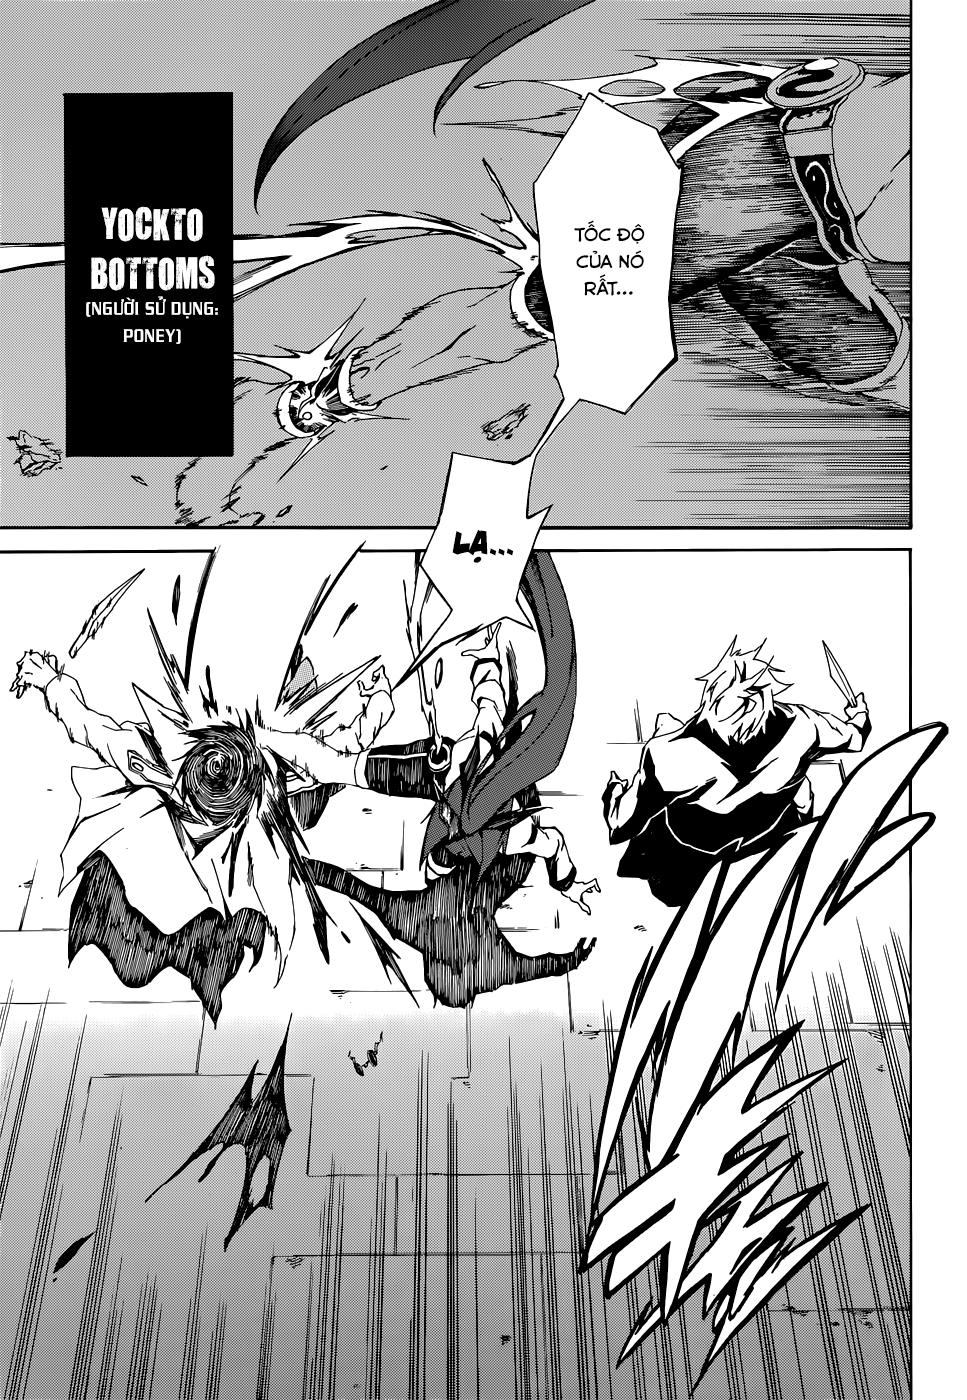 TỐC ĐỘ
CỦA NÓ
RẤT...
YOCKTO
BOTTOMS
(NGƯỜI SỬ DỤNG:
PONEY)
LẠ...